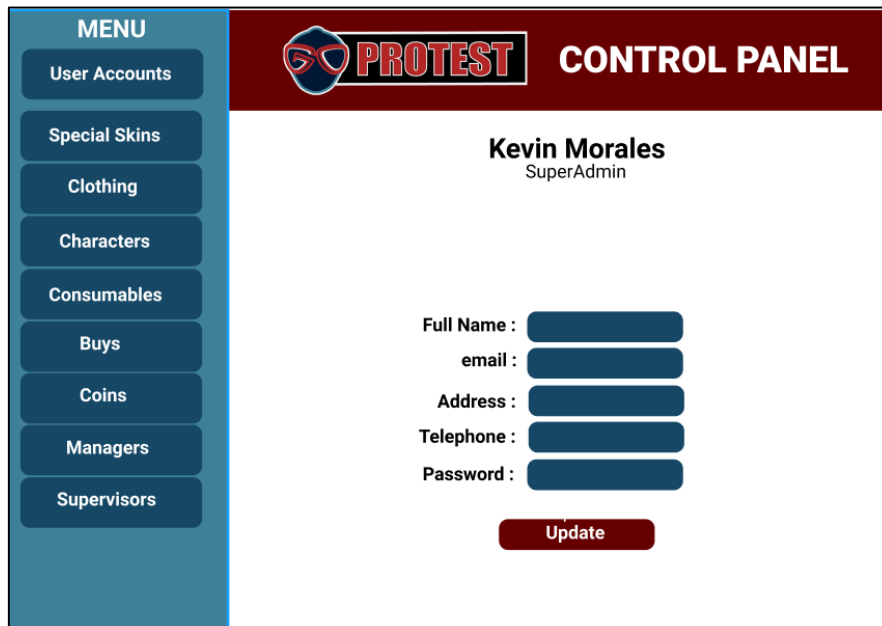 MENU
User Accounts
Special Skins
Clothing
Characters
Consumables
Buys
Coins
Managers
Supervisors
GO PROTEST
CONTROL PANEL
Kevin Morales
SuperAdmin
Full Name :
email :
Address :
Telephone :
Password :
Update